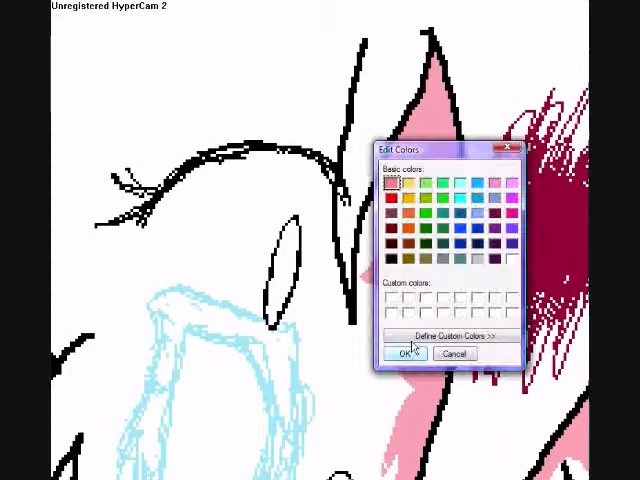 Unregistered HyperCam 2
Edit Colors
Basic colors:
Custom colors:
Define Custom Colors >>
OK
Cancel